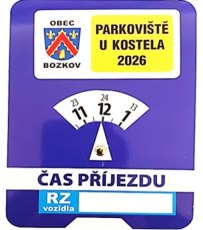 OBEC
BOZKOV
PARKOVIŠTĚ
U KOSTELA
2026
23 24
11 12 1 13
ČAS PŘÍJEZDU
RZ
vozidla